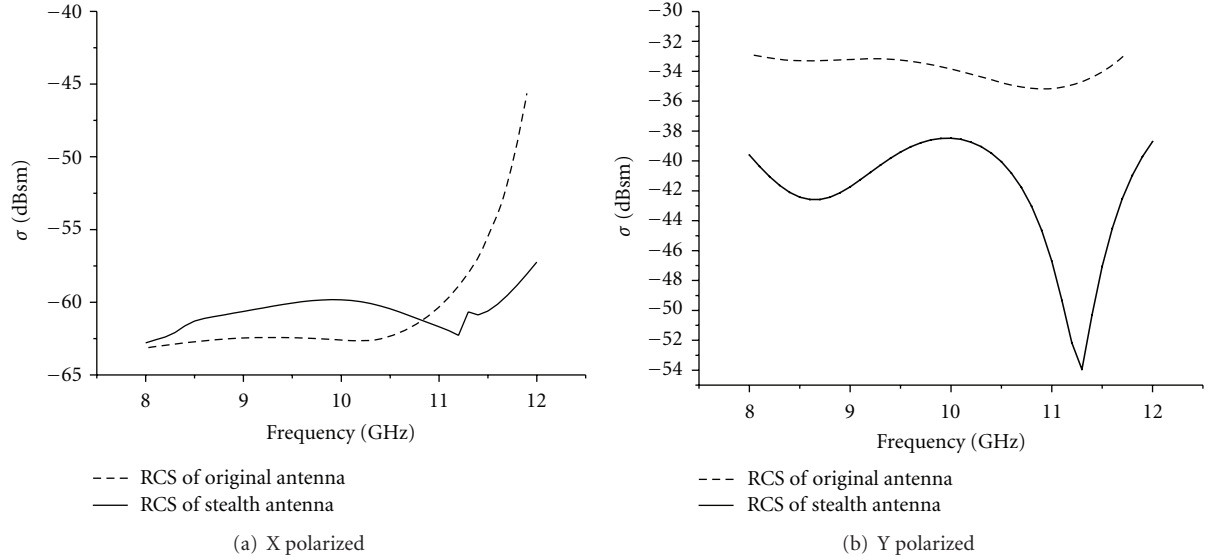 −40
−45
−50
−55
−60
−65
σ (dBsm)
8
9
10
11
12
Frequency (GHz)
RCS of original antenna
RCS of stealth antenna
(a) X polarized
−30
−32
−34
−36
−38
−40
−42
−44
−46
−48
−50
−52
−54
σ (dBsm)
8
9
10
11
12
Frequency (GHz)
RCS of original antenna
RCS of stealth antenna
(b) Y polarized